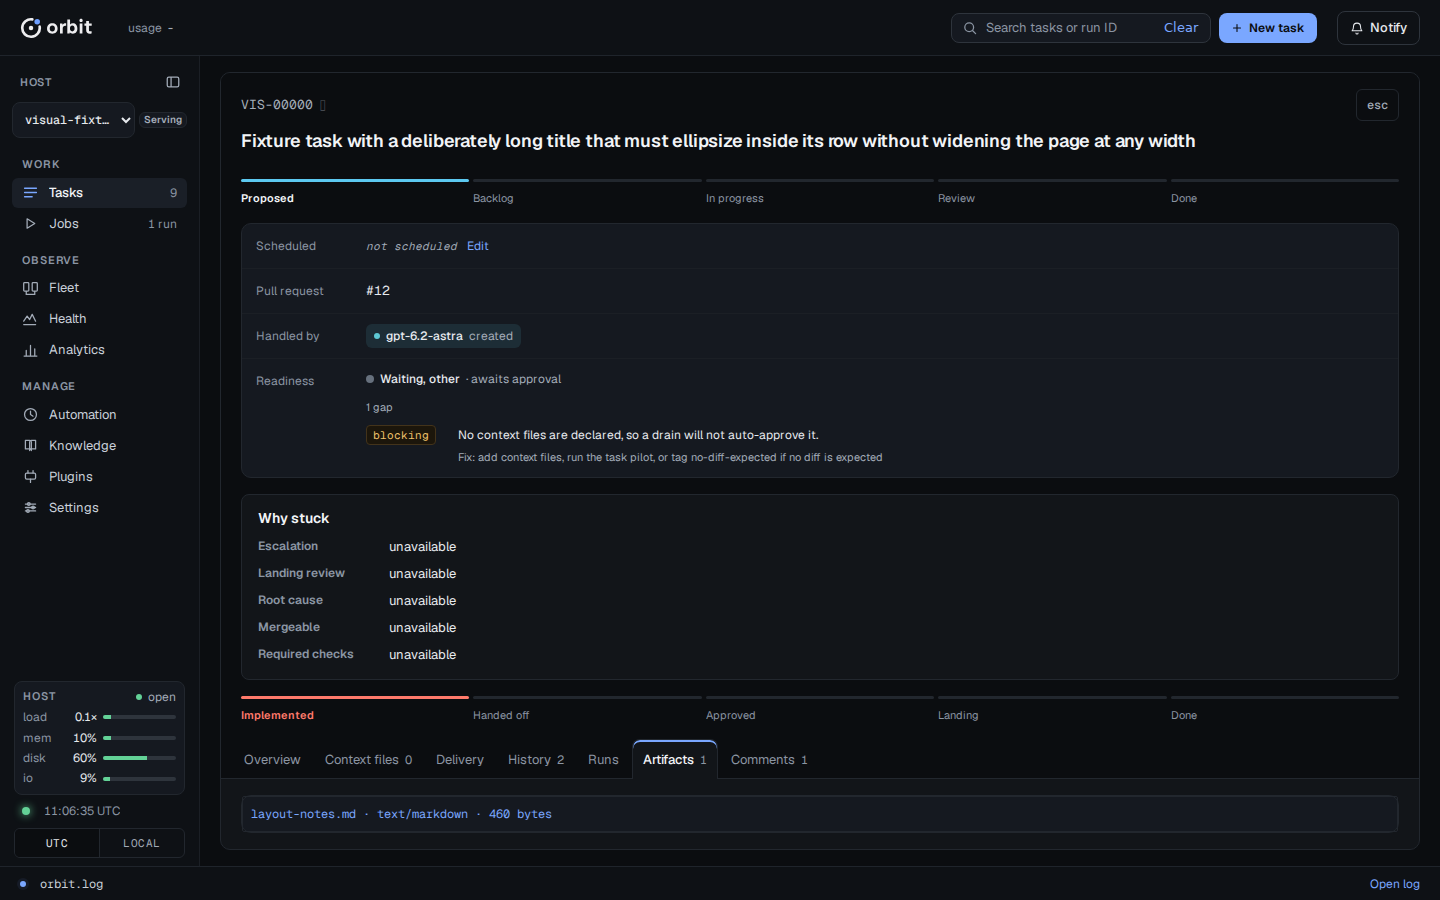 orbit
usage -
Search tasks or run ID
Clear
+ New task
Notify
HOST
visual-fixt…
Serving
WORK
Tasks 9
Jobs 1 run
OBSERVE
Fleet
Health
Analytics
MANAGE
Automation
Knowledge
Plugins
Settings
HOST open
load 0.1×
mem 10%
disk 60%
io 9%
11:06:35 UTC
UTC LOCAL
VIS-00000
esc
Fixture task with a deliberately long title that must ellipsize inside its row without widening the page at any width
Proposed Backlog In progress Review Done
Scheduled not scheduled Edit
Pull request #12
Handled by gpt-6.2-astra created
Readiness Waiting, other · awaits approval
1 gap
blocking No context files are declared, so a drain will not auto-approve it.
Fix: add context files, run the task pilot, or tag no-diff-expected if no diff is expected
Why stuck
Escalation unavailable
Landing review unavailable
Root cause unavailable
Mergeable unavailable
Required checks unavailable
Implemented Handed off Approved Landing Done
Overview Context files 0 Delivery History 2 Runs Artifacts 1 Comments 1
layout-notes.md · text/markdown · 460 bytes
orbit.log
Open log